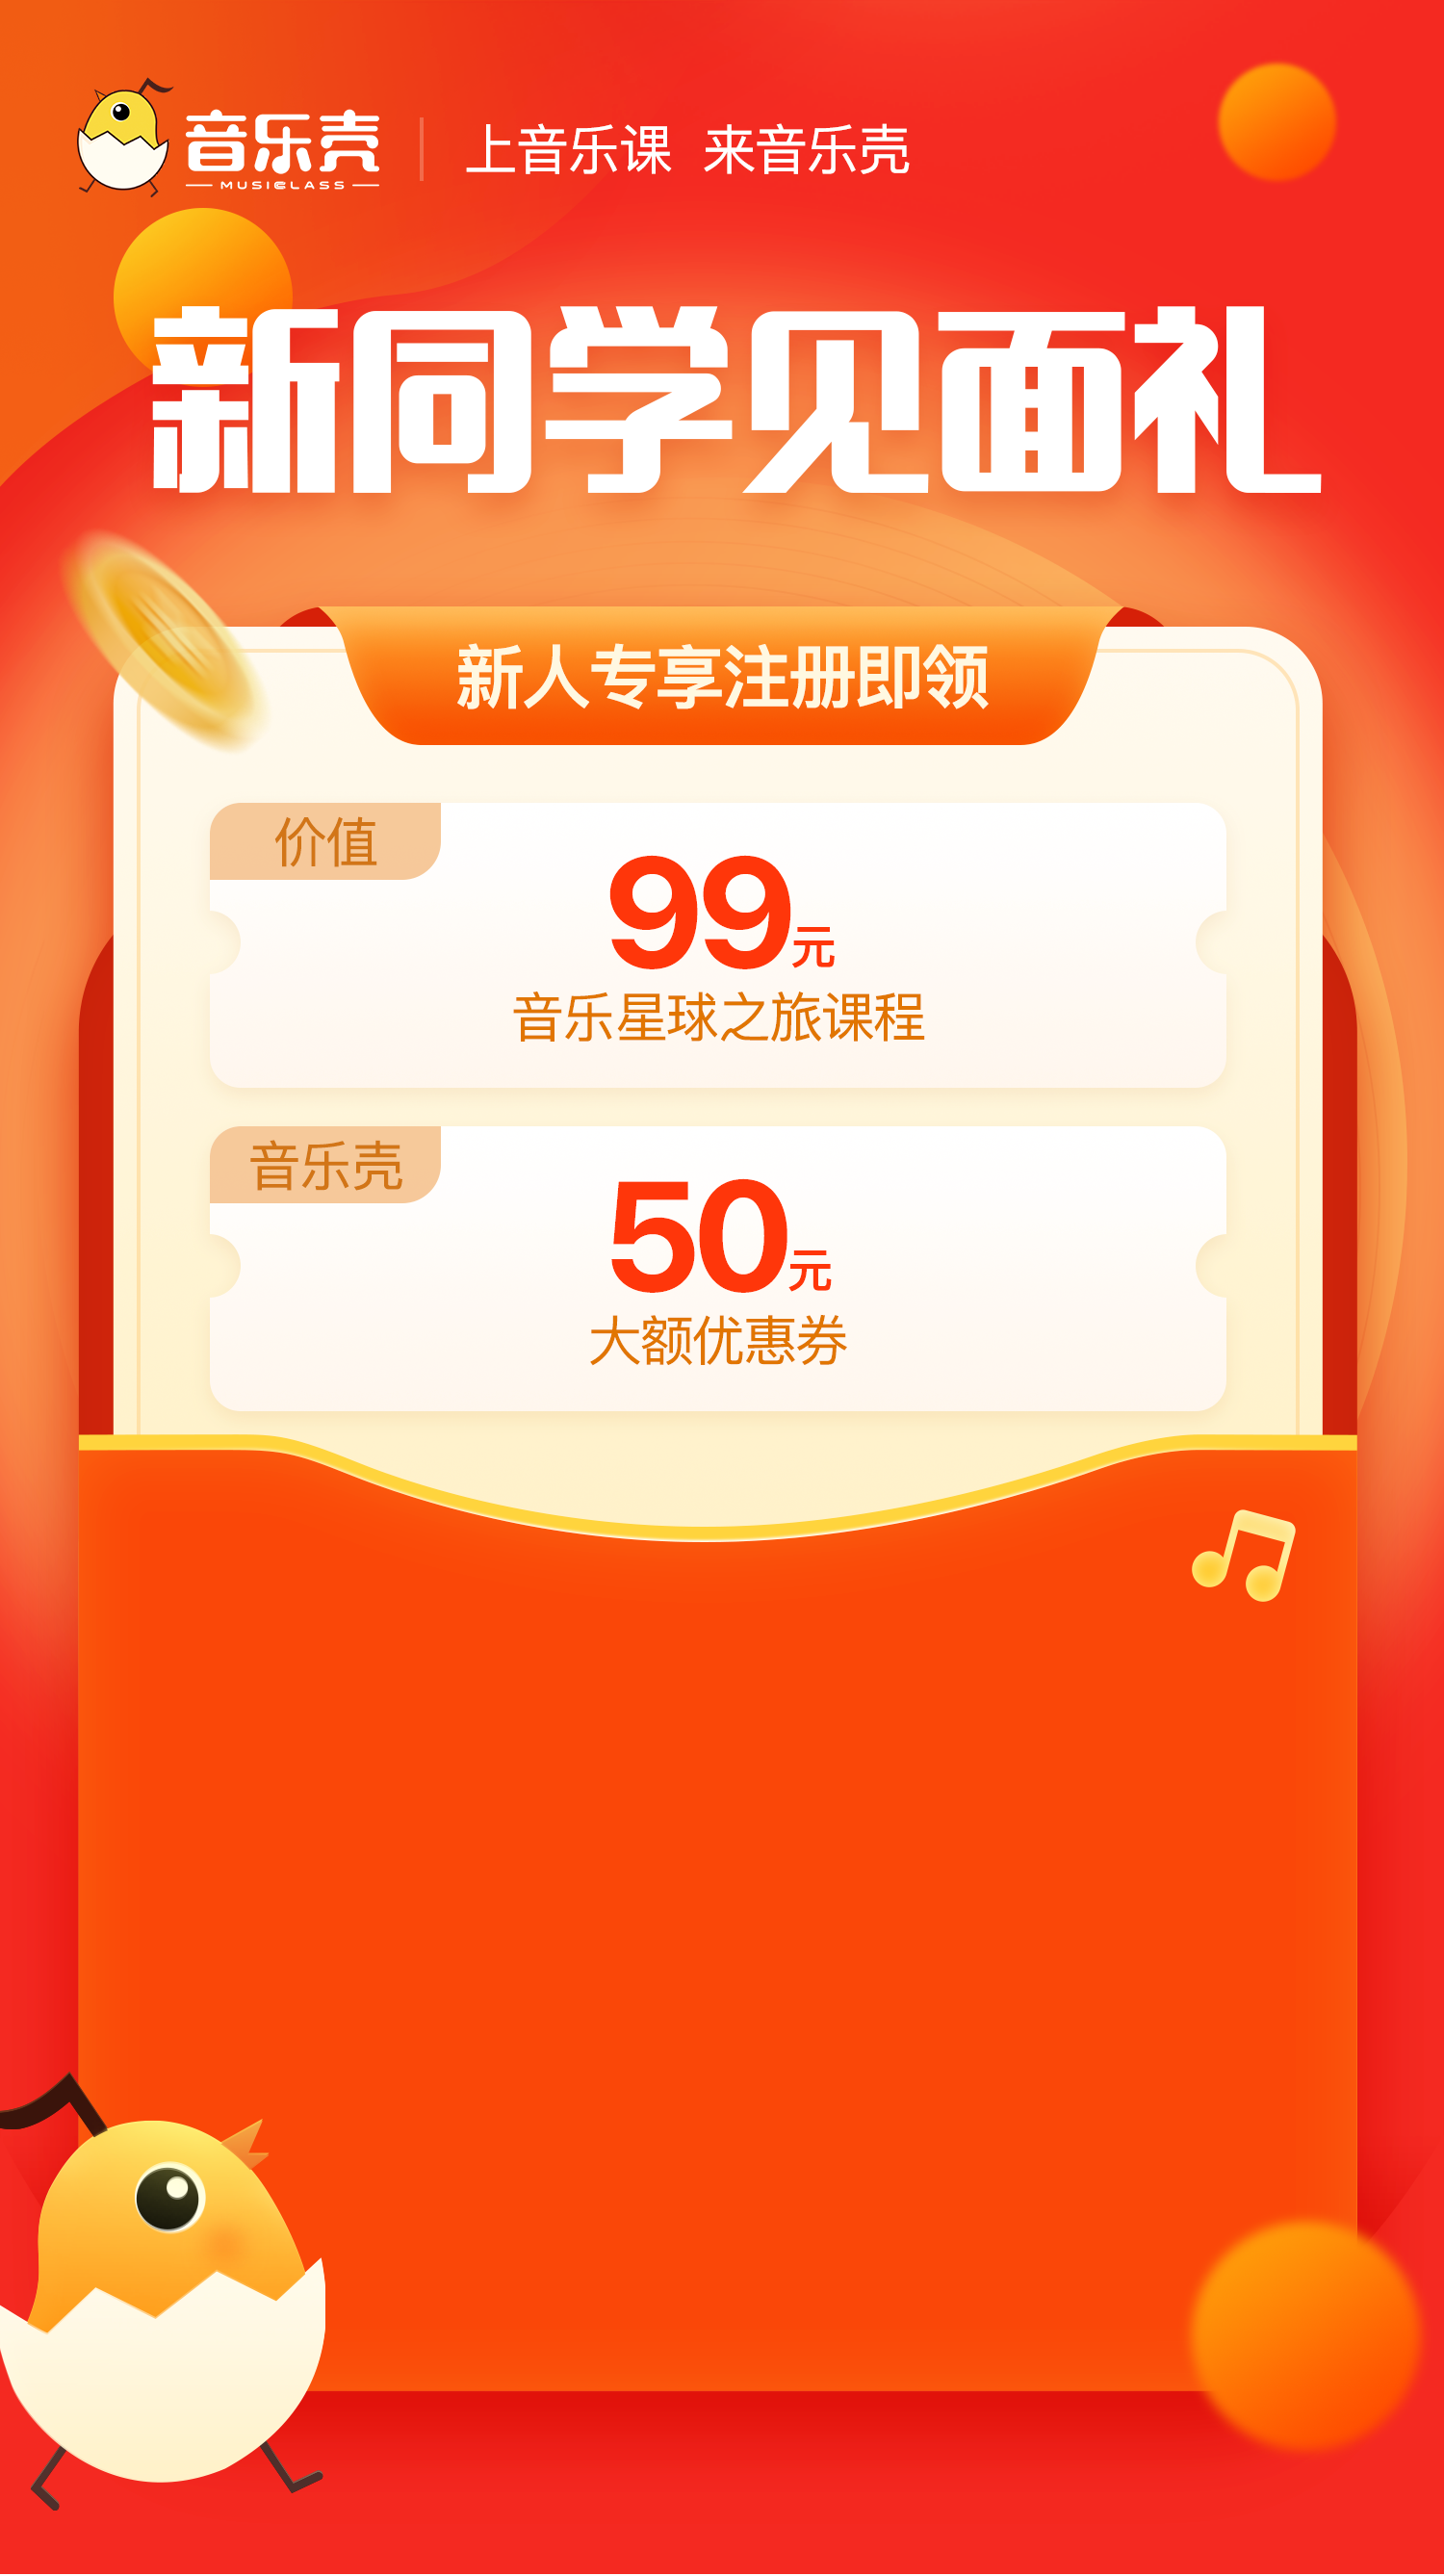 音乐壳
MUSICLASS
上音乐课 来音乐壳
新同学见面礼
新人专享注册即领
价值
99元
音乐星球之旅课程
音乐壳
50元
大额优惠券